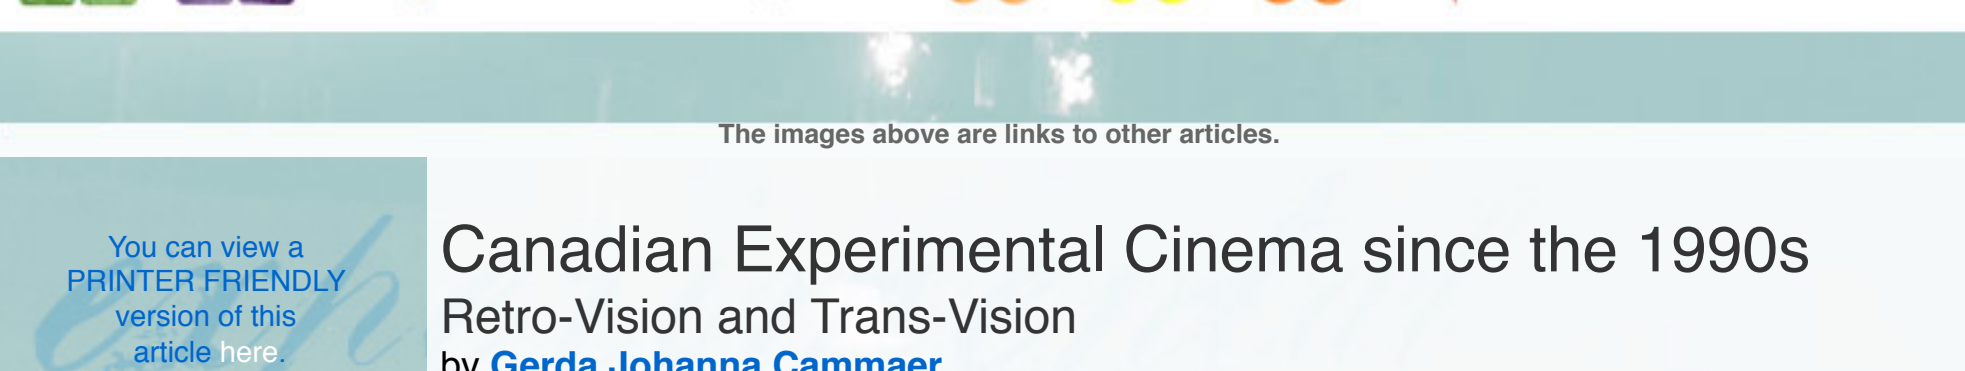 The images above are links to other articles.
You can view a
PRINTER FRIENDLY
version of this
article here.
Canadian Experimental Cinema since the 1990s
Retro-Vision and Trans-Vision
by Gerda Johanna Cammaer